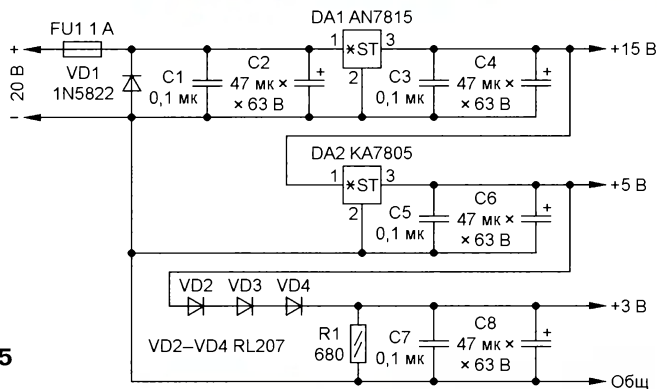 FU1 1 А
DA1 AN7815
+
20 В
−
VD1
1N5822
C1
0,1 мк
C2
47 мк ×
× 63 В
+
1
*ST
3
2
C3
0,1 мк
C4
47 мк ×
× 63 В
+
+15 В
DA2 KA7805
1
*ST
3
2
C5
0,1 мк
C6
47 мк ×
× 63 В
+
+5 В
VD2
VD3
VD4
VD2–VD4 RL207
R1
680
C7
0,1 мк
C8
47 мк ×
× 63 В
+
+3 В
Общ
5